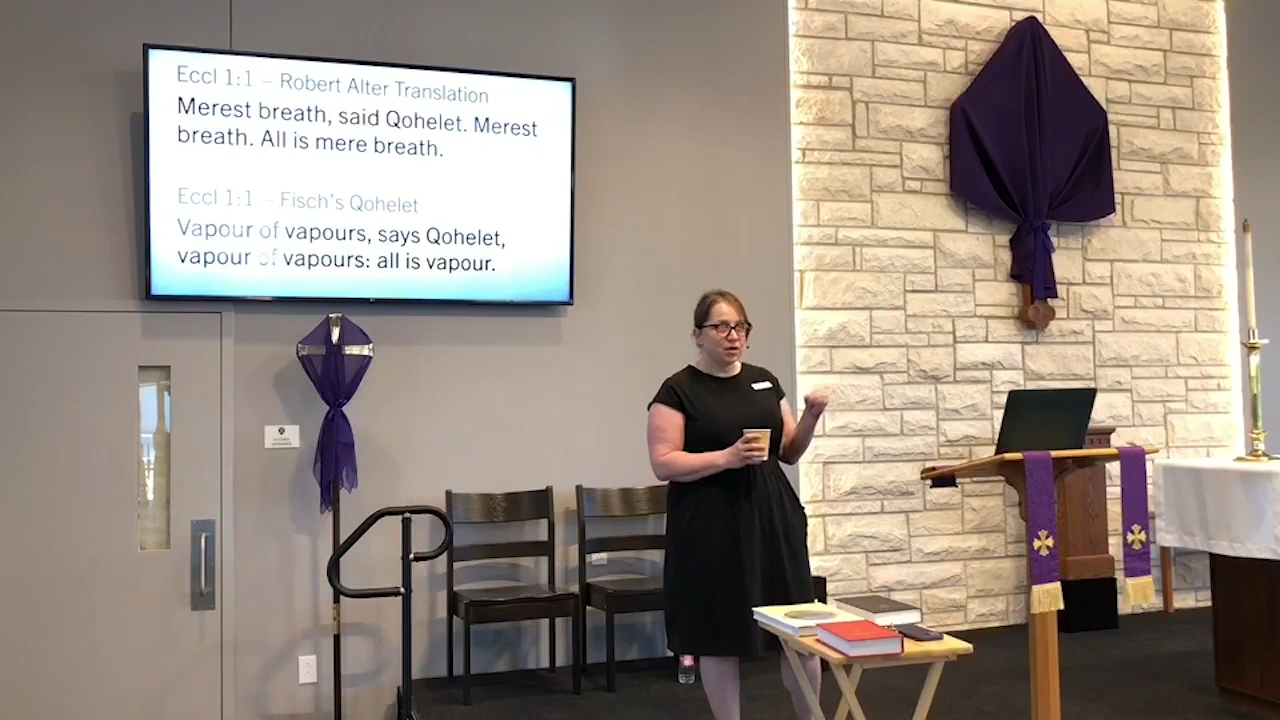 Eccl 1:1 – Robert Alter Translation
Merest breath, said Qohelet. Merest
breath. All is mere breath.
Eccl 1:1 – Fisch's Qohelet
Vapour of vapours, says Qohelet,
vapour of vapours: all is vapour.